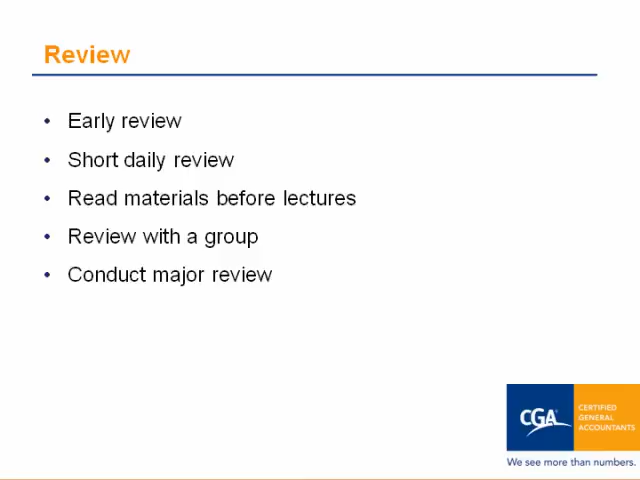 Review
• Early review
• Short daily review
• Read materials before lectures
• Review with a group
• Conduct major review
CGA
CERTIFIED
GENERAL
ACCOUNTANTS
We see more than numbers.